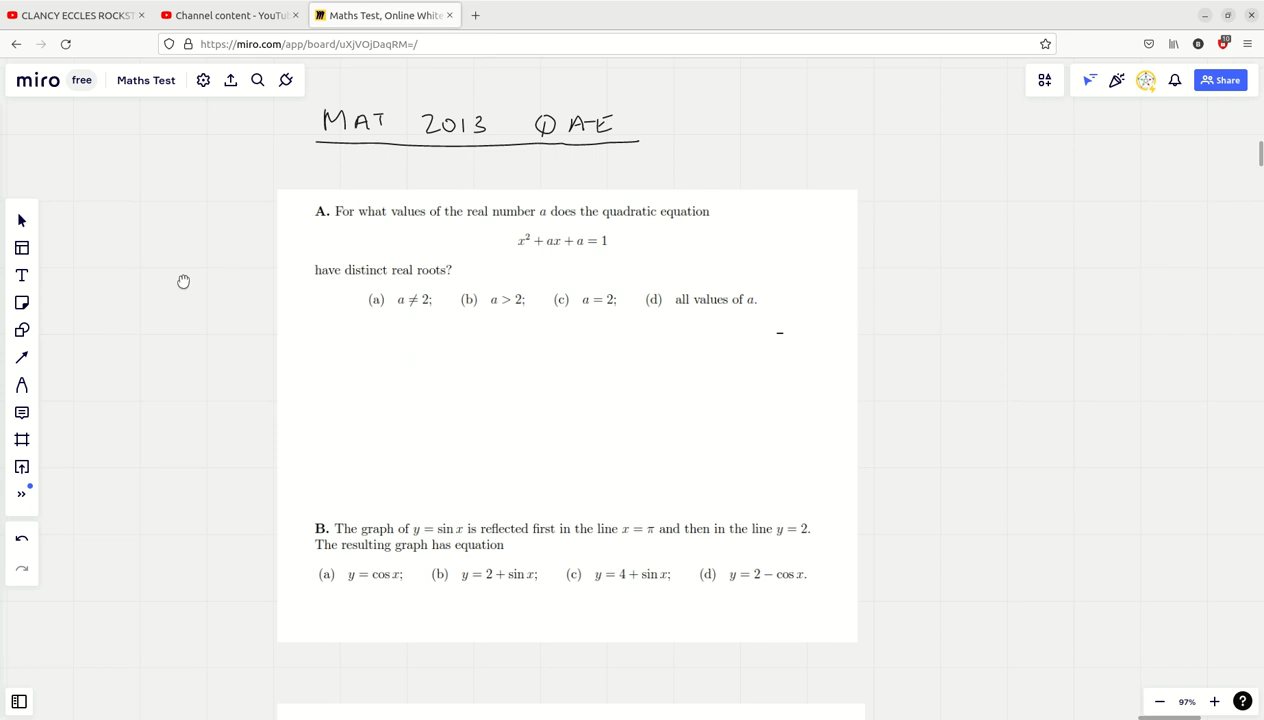 CLANCY ECCLES ROCKST
Channel content - YouTub
Maths Test, Online White
https://miro.com/app/board/uXjVOjDaqRM=/
10
miro free Maths Test
Share
MAT 2013 Q A-E
A. For what values of the real number a does the quadratic equation
x² + ax + a = 1
have distinct real roots?
(a) a ≠ 2; (b) a > 2; (c) a = 2; (d) all values of a.
B. The graph of y = sin x is reflected first in the line x = π and then in the line y = 2.
The resulting graph has equation
(a) y = cos x; (b) y = 2 + sin x; (c) y = 4 + sin x; (d) y = 2 − cos x.
97%